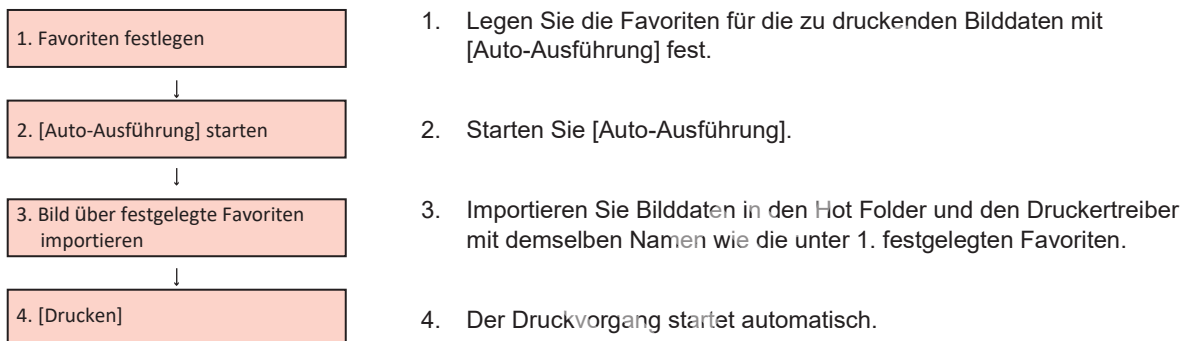 1. Favoriten festlegen
1. Legen Sie die Favoriten für die zu druckenden Bilddaten mit
[Auto-Ausführung] fest.
↓
2. [Auto-Ausführung] starten
2. Starten Sie [Auto-Ausführung].
↓
3. Bild über festgelegte Favoriten
importieren
3. Importieren Sie Bilddaten in den Hot Folder und den Druckertreiber
mit demselben Namen wie die unter 1. festgelegten Favoriten.
↓
4. [Drucken]
4. Der Druckvorgang startet automatisch.